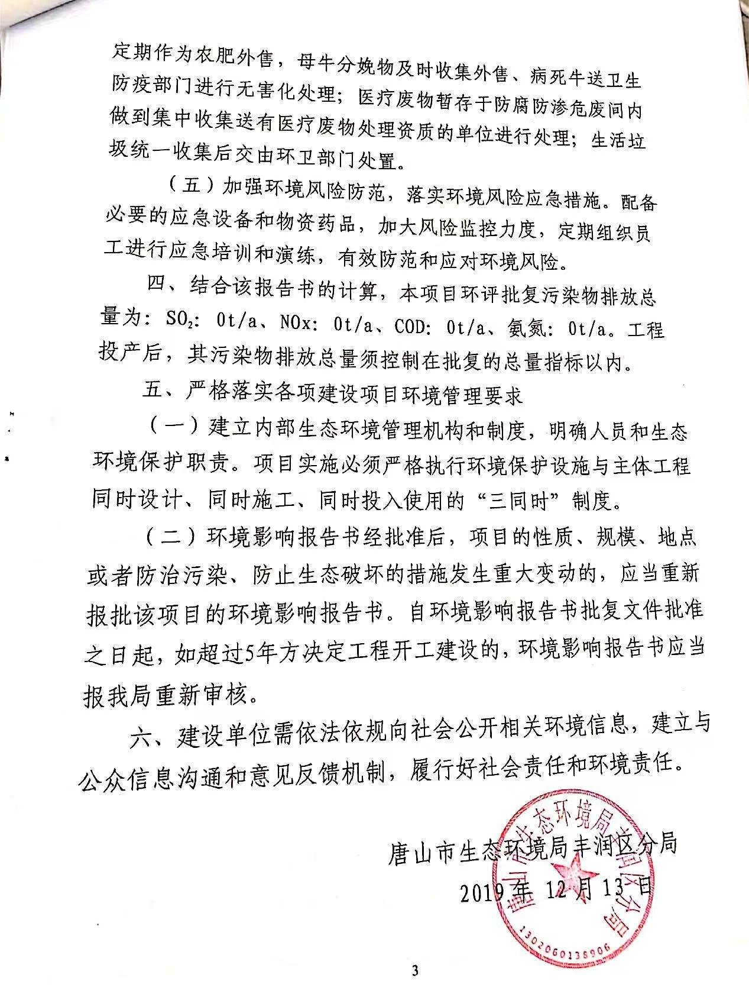 定期作为农肥外售，母牛分娩物及时收集外售、病死牛送卫生
防疫部门进行无害化处理；医疗废物暂存于防腐防渗危废间内
做到集中收集送有医疗废物处理资质的单位进行处理；生活垃
圾统一收集后交由环卫部门处置。
（五）加强环境风险防范，落实环境风险应急措施。配备
必要的应急设备和物资药品，加大风险监控力度，定期组织员
工进行应急培训和演练，有效防范和应对环境风险。
四、结合该报告书的计算，本项目环评批复污染物排放总
量为：SO₂：0t/a、NOx：0t/a、COD：0t/a、氨氮：0t/a。工程
投产后，其污染物排放总量须控制在批复的总量指标以内。
五、严格落实各项建设项目环境管理要求
（一）建立内部生态环境管理机构和制度，明确人员和生态
环境保护职责。项目实施必须严格执行环境保护设施与主体工程
同时设计、同时施工、同时投入使用的“三同时”制度。
（二）环境影响报告书经批准后，项目的性质、规模、地点
或者防治污染、防止生态破坏的措施发生重大变动的，应当重新
报批该项目的环境影响报告书。自环境影响报告书批复文件批准
之日起，如超过5年方决定工程开工建设的，环境影响报告书应当
报我局重新审核。
六、建设单位需依法依规向社会公开相关环境信息，建立与
公众信息沟通和意见反馈机制，履行好社会责任和环境责任。
唐山市生态环境局丰润区分局
2019年12月13日
唐山市生态环境局丰润区分局
1302060138906
3